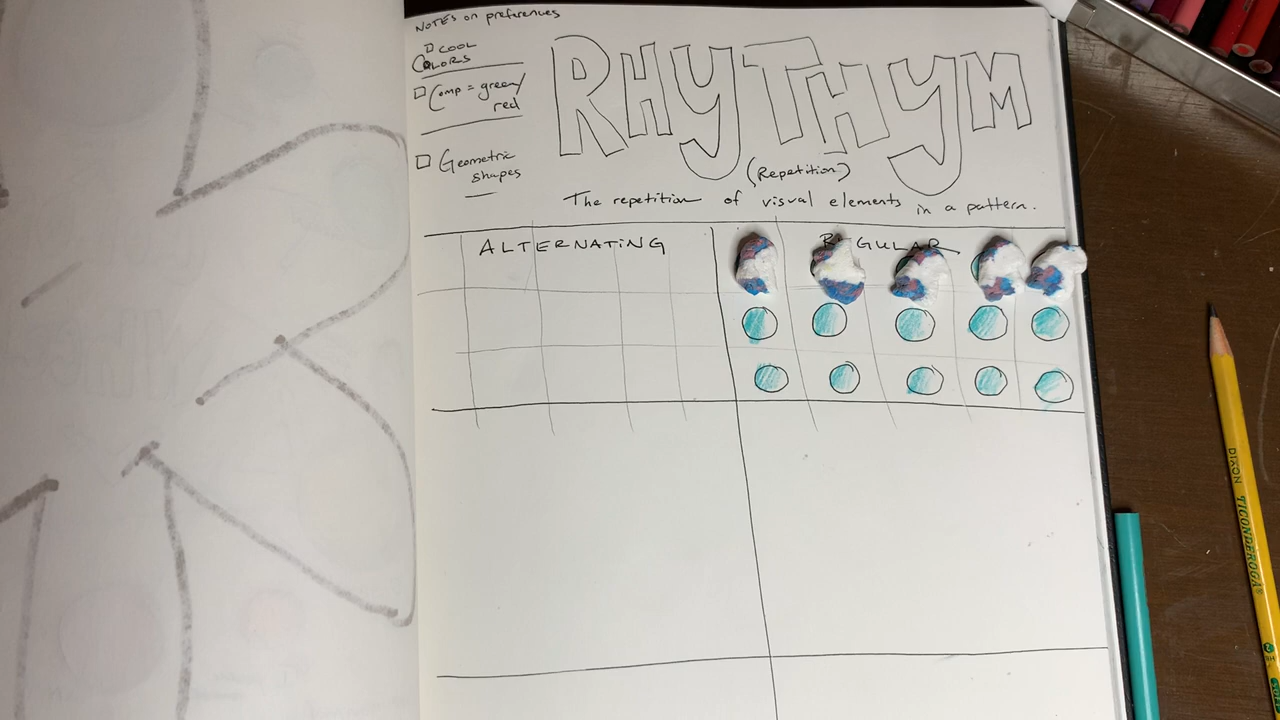 NOTES on preferences
COOL
COLORS
Comp = green/
red
Geometric
shapes
RHYTHYM
(Repetition)
The repetition of visual elements in a pattern.
ALTERNATING
REGULAR
DIXON TICONDEROGA